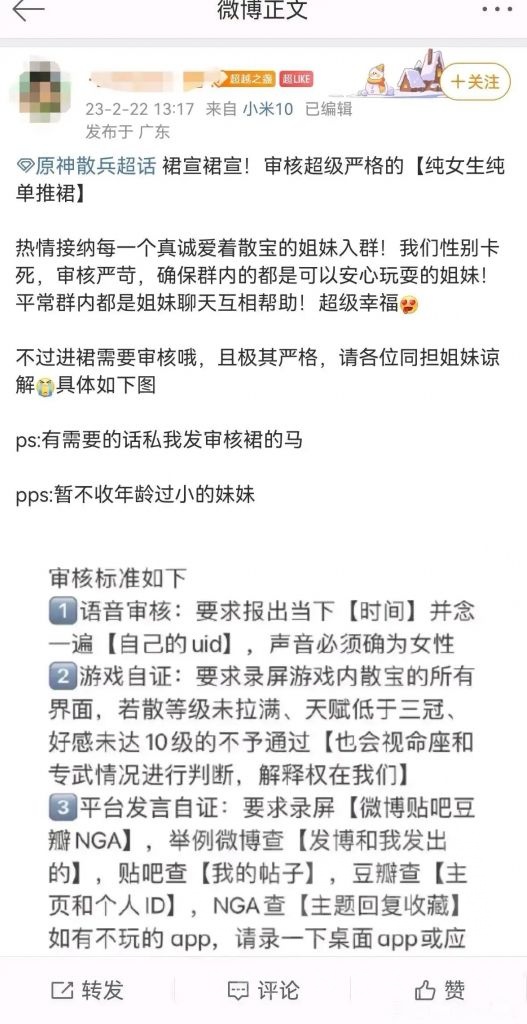 微博正文
超越之盏 超LIKE
+关注
23-2-22 13:17 来自 小米10 已编辑
发布于 广东
原神散兵超话 裙宣裙宣！审核超级严格的【纯女生纯
单推裙】
热情接纳每一个真诚爱着散宝的姐妹入群！我们性别卡
死，审核严苛，确保群内的都是可以安心玩耍的姐妹！
平常群内都是姐妹聊天互相帮助！超级幸福
不过进裙需要审核哦，且极其严格，请各位同担姐妹谅
解😭具体如下图
ps:有需要的话私我发审核裙的马
pps:暂不收年龄过小的妹妹
审核标准如下
1 语音审核：要求报出当下【时间】并念
一遍【自己的uid】，声音必须确为女性
2 游戏自证：要求录屏游戏内散宝的所有
界面，若散等级未拉满、天赋低于三冠、
好感未达10级的不予通过【也会视命座和
专武情况进行判断，解释权在我们】
3 平台发言自证：要求录屏【微博贴吧豆
瓣NGA】，举例微博查【发博和我发出
的】，贴吧查【我的帖子】，豆瓣查【主
页和个人ID】，NGA查【主题回复收藏】
如有不玩的 app，请录一下桌面app或应
转发 评论 赞